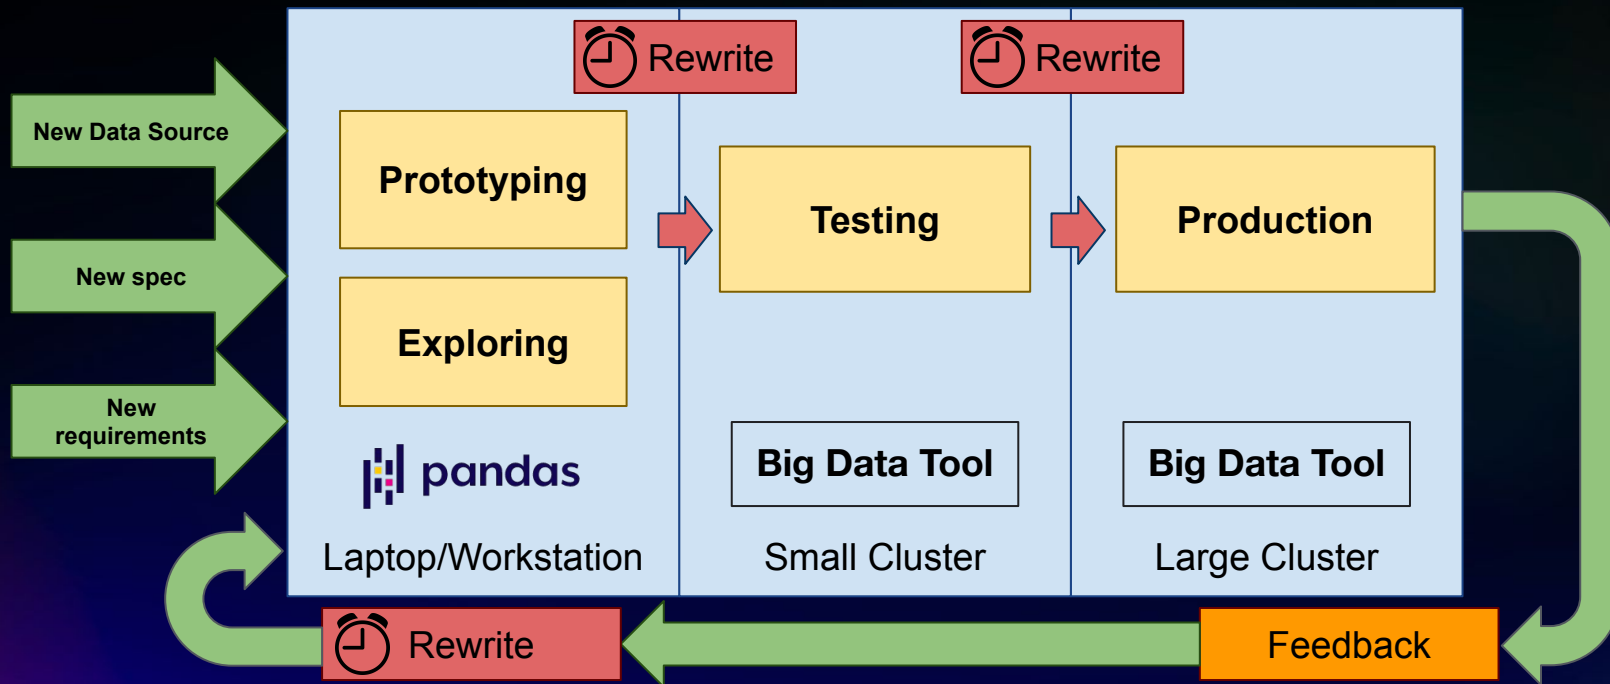 Rewrite
Rewrite
New Data Source
New spec
New
requirements
Prototyping
Exploring
pandas
Laptop/Workstation
Testing
Big Data Tool
Small Cluster
Production
Big Data Tool
Large Cluster
Rewrite
Feedback